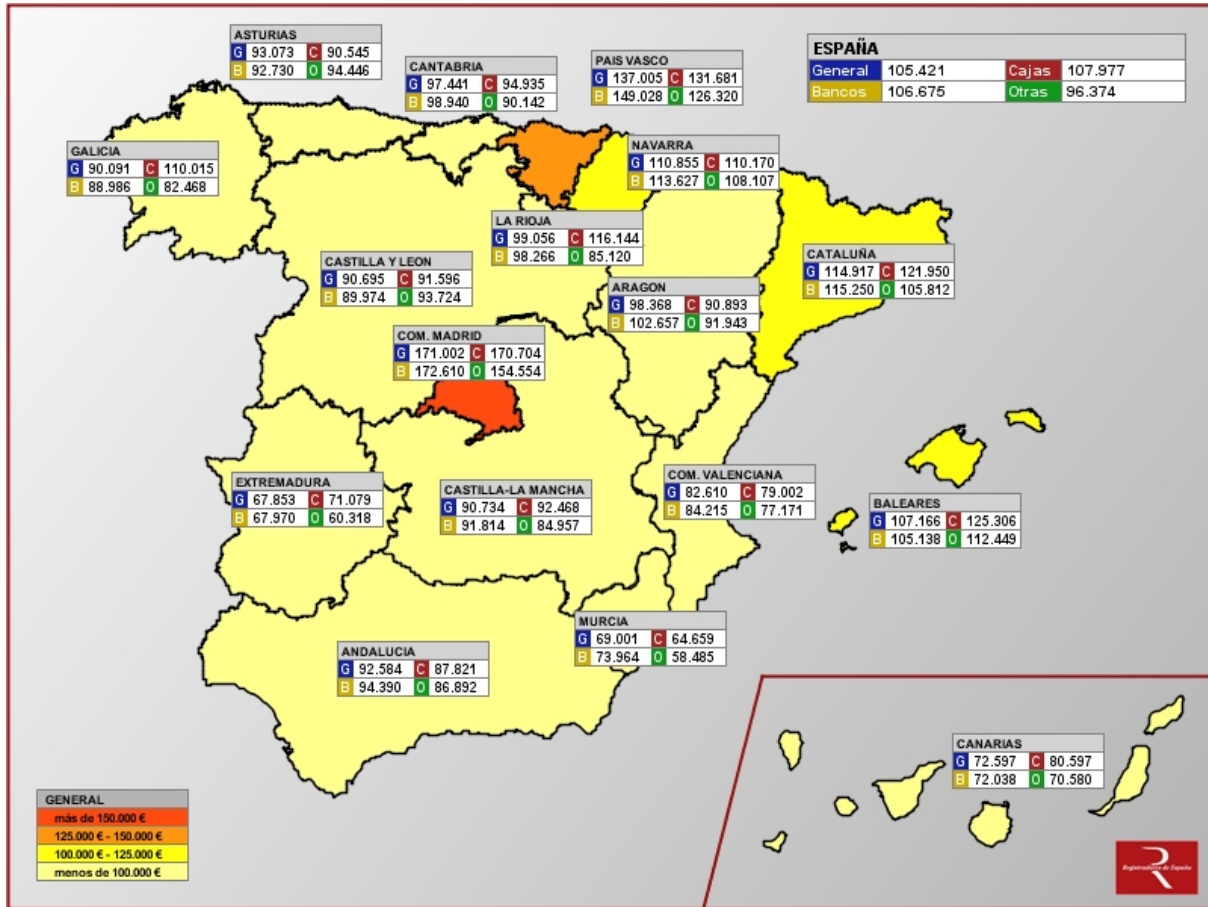 ASTURIAS
G 93.073 C 90.545
B 92.730 O 94.446
CANTABRIA
G 97.441 C 94.935
B 98.940 O 90.142
PAIS VASCO
G 137.005 C 131.681
B 149.028 O 126.320
ESPAÑA
General 105.421 Cajas 107.977
Bancos 106.675 Otras 96.374
GALICIA
G 90.091 C 110.015
B 88.986 O 82.468
NAVARRA
G 110.855 C 110.170
B 113.627 O 108.107
LA RIOJA
G 99.056 C 116.144
B 98.266 O 85.120
CASTILLA Y LEON
G 90.695 C 91.596
B 89.974 O 93.724
CATALUÑA
G 114.917 C 121.950
B 115.250 O 105.812
ARAGON
G 98.368 C 90.893
B 102.657 O 91.943
COM. MADRID
G 171.002 C 170.704
B 172.610 O 154.554
EXTREMADURA
G 67.853 C 71.079
B 67.970 O 60.318
CASTILLA-LA MANCHA
G 90.734 C 92.468
B 91.814 O 84.957
COM. VALENCIANA
G 82.610 C 79.002
B 84.215 O 77.171
BALEARES
G 107.166 C 125.306
B 105.138 O 112.449
MURCIA
G 69.001 C 64.659
B 73.964 O 58.485
ANDALUCIA
G 92.584 C 87.821
B 94.390 O 86.892
CANARIAS
G 72.597 C 80.597
B 72.038 O 70.580
GENERAL
más de 150.000 €
125.000 € - 150.000 €
100.000 € - 125.000 €
menos de 100.000 €
R
Registradores de España